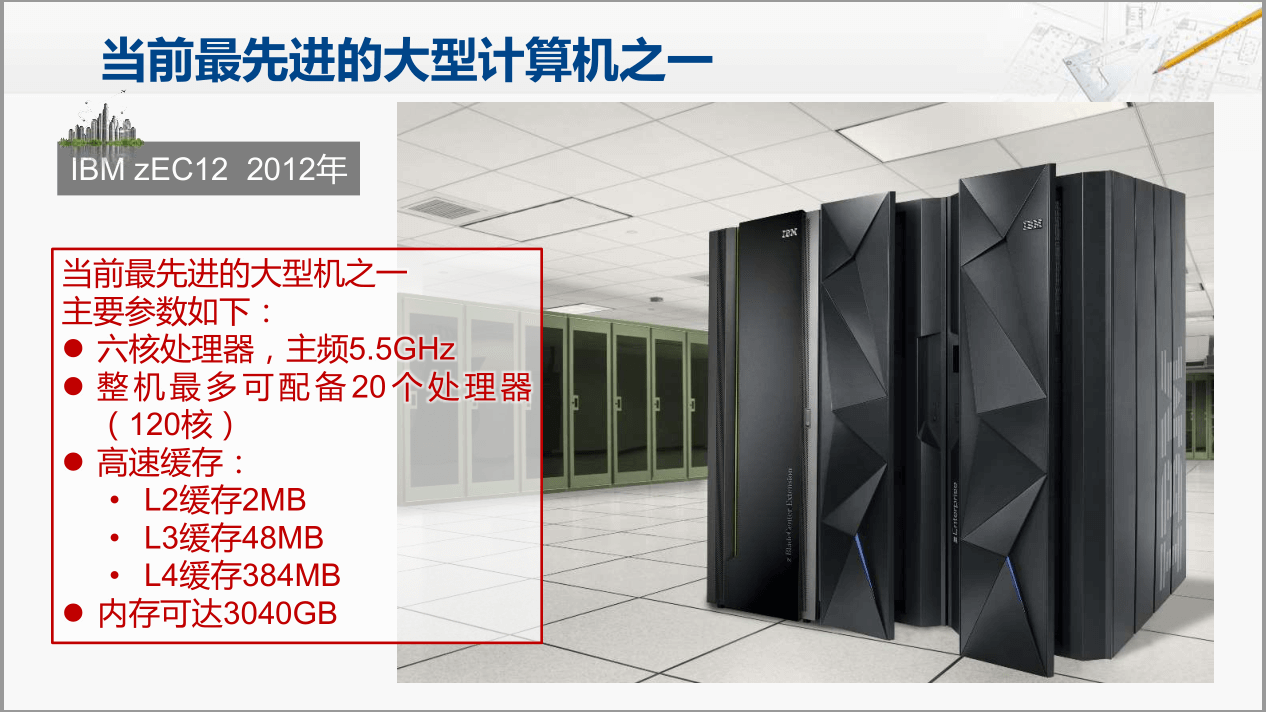 当前最先进的大型计算机之一
IBM zEC12 2012年
当前最先进的大型机之一
主要参数如下：
● 六核处理器，主频5.5GHz
● 整机最多可配备20个处理器
（120核）
● 高速缓存：
• L2缓存2MB
• L3缓存48MB
• L4缓存384MB
● 内存可达3040GB
IBM
IBM
z BladeCenter Extension
z Enterprise